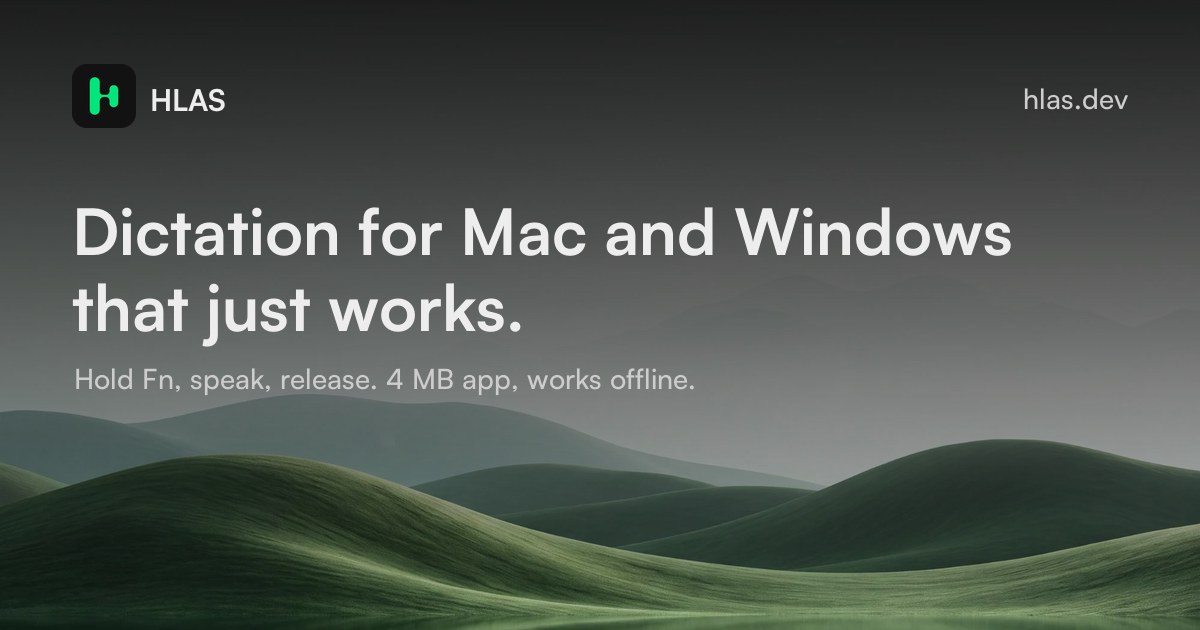 HLAS
hlas.dev
Dictation for Mac and Windows
that just works.
Hold Fn, speak, release. 4 MB app, works offline.